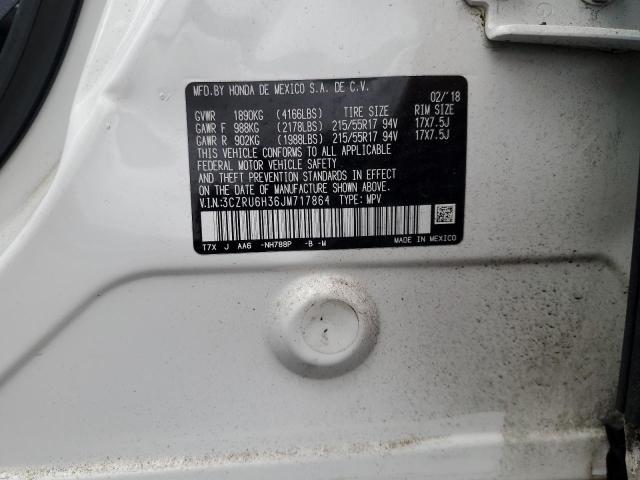 MFD.BY HONDA DE MEXICO S.A. DE C.V.
02/'18
GVWR 1890KG (4166LBS) TIRE SIZE RIM SIZE
GAWR F 988KG (2178LBS) 215/55R17 94V 17X7.5J
GAWR R 902KG (1988LBS) 215/55R17 94V 17X7.5J
THIS VEHICLE CONFORMS TO ALL APPLICABLE
FEDERAL MOTOR VEHICLE SAFETY
AND THEFT PREVENTION STANDARDS IN EFFECT
ON THE DATE OF MANUFACTURE SHOWN ABOVE.
V.I.N.:3CZRU6H36JM717864 TYPE: MPV
T7X J AA6 -NH788P -B -W
MADE IN MEXICO